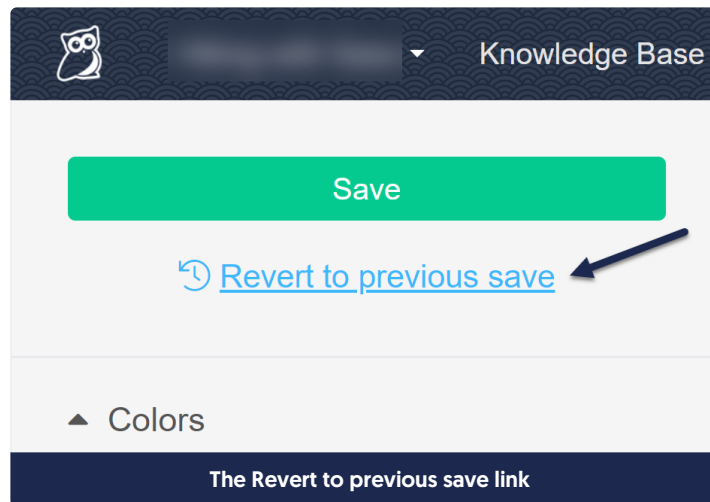 Knowledge Base
Save
Revert to previous save
Colors
The Revert to previous save link